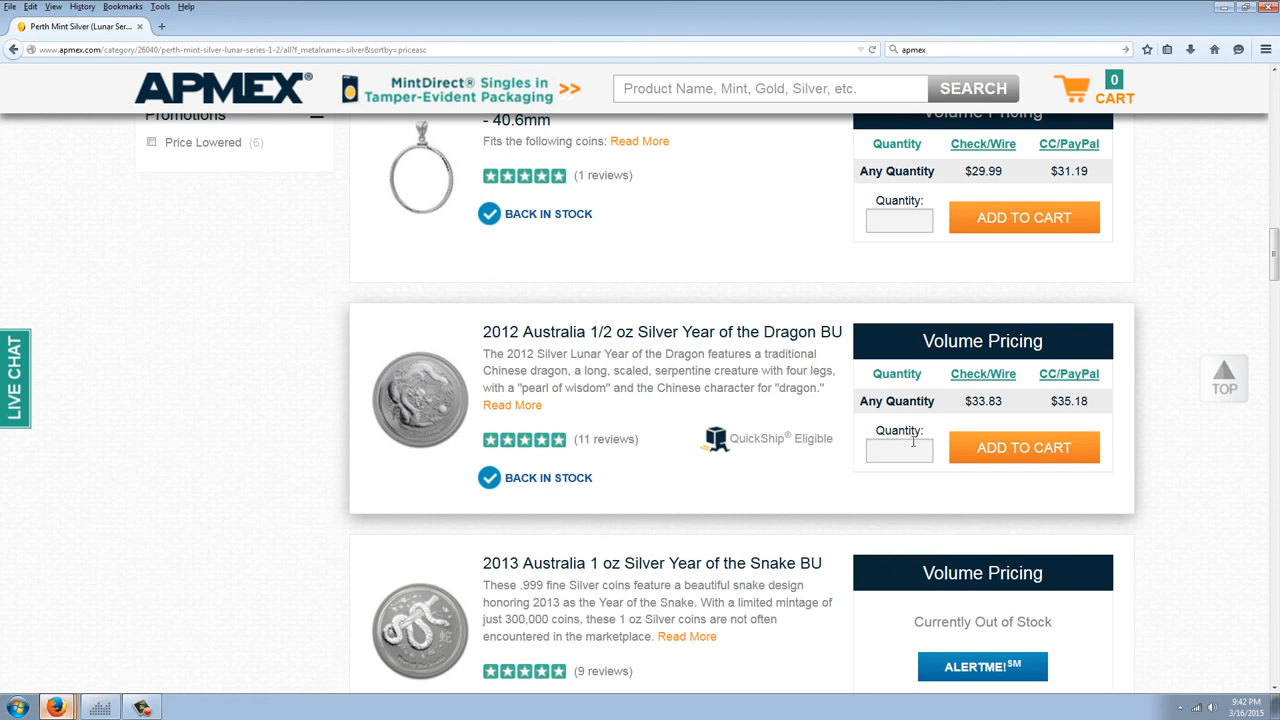 File Edit View History Bookmarks Tools Help
Perth Mint Silver (Lunar Ser...
www.apmex.com/category/26040/perth-mint-silver-lunar-series-1-2/all?f_metalname=silver&sortby=priceasc
apmex
APMEX®
MintDirect® Singles in
Tamper-Evident Packaging >>
Product Name, Mint, Gold, Silver, etc.
SEARCH
0
CART
Promotions
Price Lowered (6)
- 40.6mm
Fits the following coins: Read More
(1 reviews)
BACK IN STOCK
Volume Pricing
Quantity Check/Wire CC/PayPal
Any Quantity $29.99 $31.19
Quantity:
ADD TO CART
LIVE CHAT
TOP
2012 Australia 1/2 oz Silver Year of the Dragon BU
The 2012 Silver Lunar Year of the Dragon features a traditional
Chinese dragon, a long, scaled, serpentine creature with four legs,
with a "pearl of wisdom" and the Chinese character for "dragon."
Read More
(11 reviews)
QuickShip® Eligible
BACK IN STOCK
Volume Pricing
Quantity Check/Wire CC/PayPal
Any Quantity $33.83 $35.18
Quantity:
ADD TO CART
2013 Australia 1 oz Silver Year of the Snake BU
These .999 fine Silver coins feature a beautiful snake design
honoring 2013 as the Year of the Snake. With a limited mintage of
just 300,000 coins, these 1 oz Silver coins are not often
encountered in the marketplace. Read More
(9 reviews)
Volume Pricing
Currently Out of Stock
ALERTME!SM
9:42 PM
3/16/2015